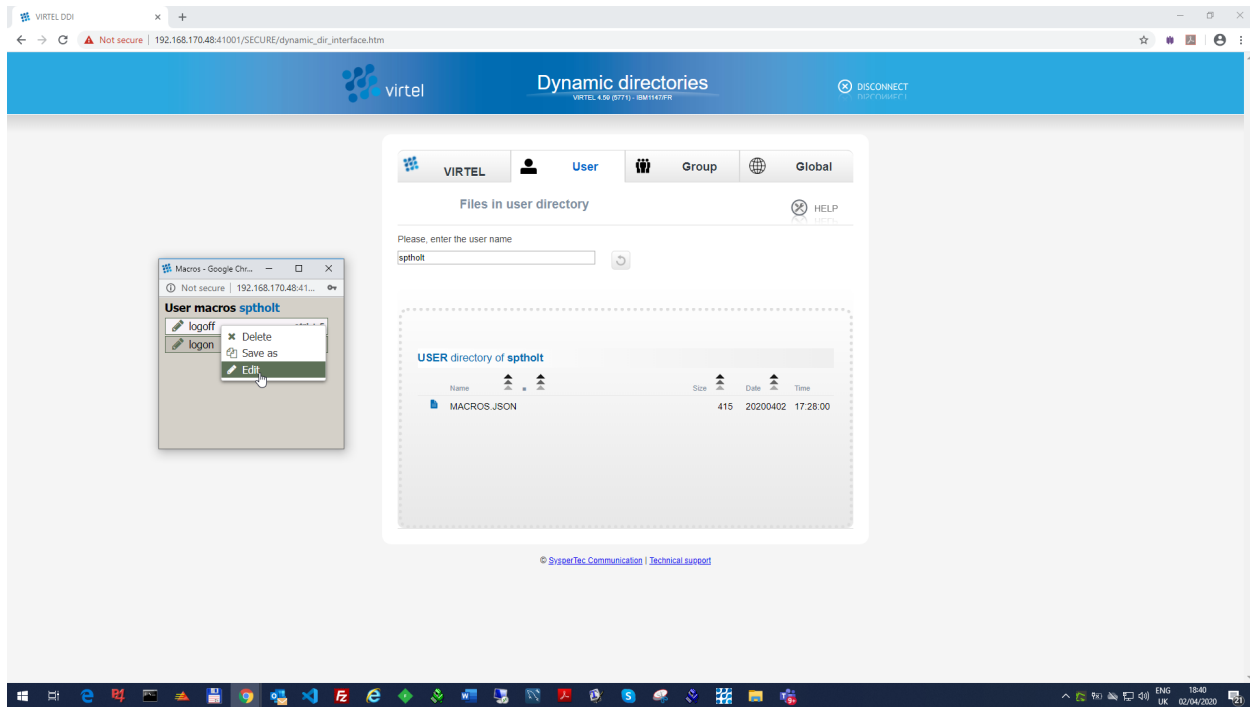 VIRTEL DDI
Not secure | 192.168.170.48:41001/SECURE/dynamic_dir_interface.htm
virtel
Dynamic directories
VIRTEL 4.59 (5771) - IBM1147/FR
DISCONNECT
VIRTEL
User
Group
Global
Files in user directory
HELP
Please, enter the user name
sptholt
Macros - Google Chr...
Not secure | 192.168.170.48:41...
User macros sptholt
logoff
logon
Delete
Save as
Edit
USER directory of sptholt
Name
Size
Date
Time
MACROS.JSON
415
20200402
17:28:00
© SysperTec Communication | Technical support
ENG
UK
18:40
02/04/2020
21